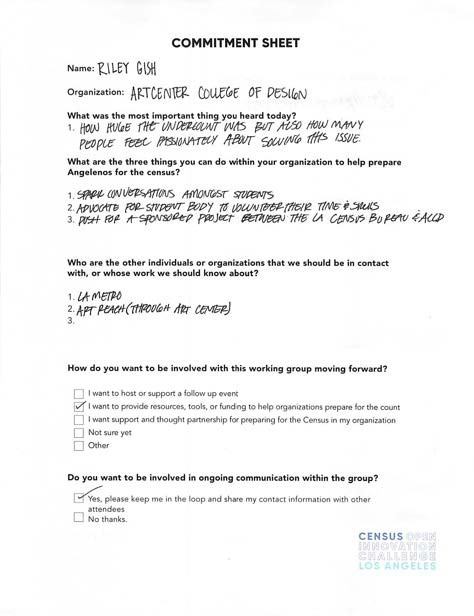 COMMITMENT SHEET
Name: RILEY GISH
Organization: ARTCENTER COLLEGE OF DESIGN
What was the most important thing you heard today?
1. HOW HUGE THE UNDERCOUNT WAS BUT ALSO HOW MANY
PEOPLE FEEL PASSIONATELY ABOUT SOLVING THIS ISSUE.
What are the three things you can do within your organization to help prepare
Angelenos for the census?
1. SPARK CONVERSATIONS AMONGST STUDENTS
2. ADVOCATE FOR STUDENT BODY TO VOLUNTEER THEIR TIME & SKILLS
3. PUSH FOR A SPONSORED PROJECT BETWEEN THE LA CENSUS BUREAU & ACCD
Who are the other individuals or organizations that we should be in contact
with, or whose work we should know about?
1. LA METRO
2. ART REACH (THROUGH ART CENTER)
3.
How do you want to be involved with this working group moving forward?
I want to host or support a follow up event
I want to provide resources, tools, or funding to help organizations prepare for the count
I want support and thought partnership for preparing for the Census in my organization
Not sure yet
Other
Do you want to be involved in ongoing communication within the group?
Yes, please keep me in the loop and share my contact information with other
attendees
No thanks.
CENSUS OPEN
INNOVATION
CHALLENGE
LOS ANGELES